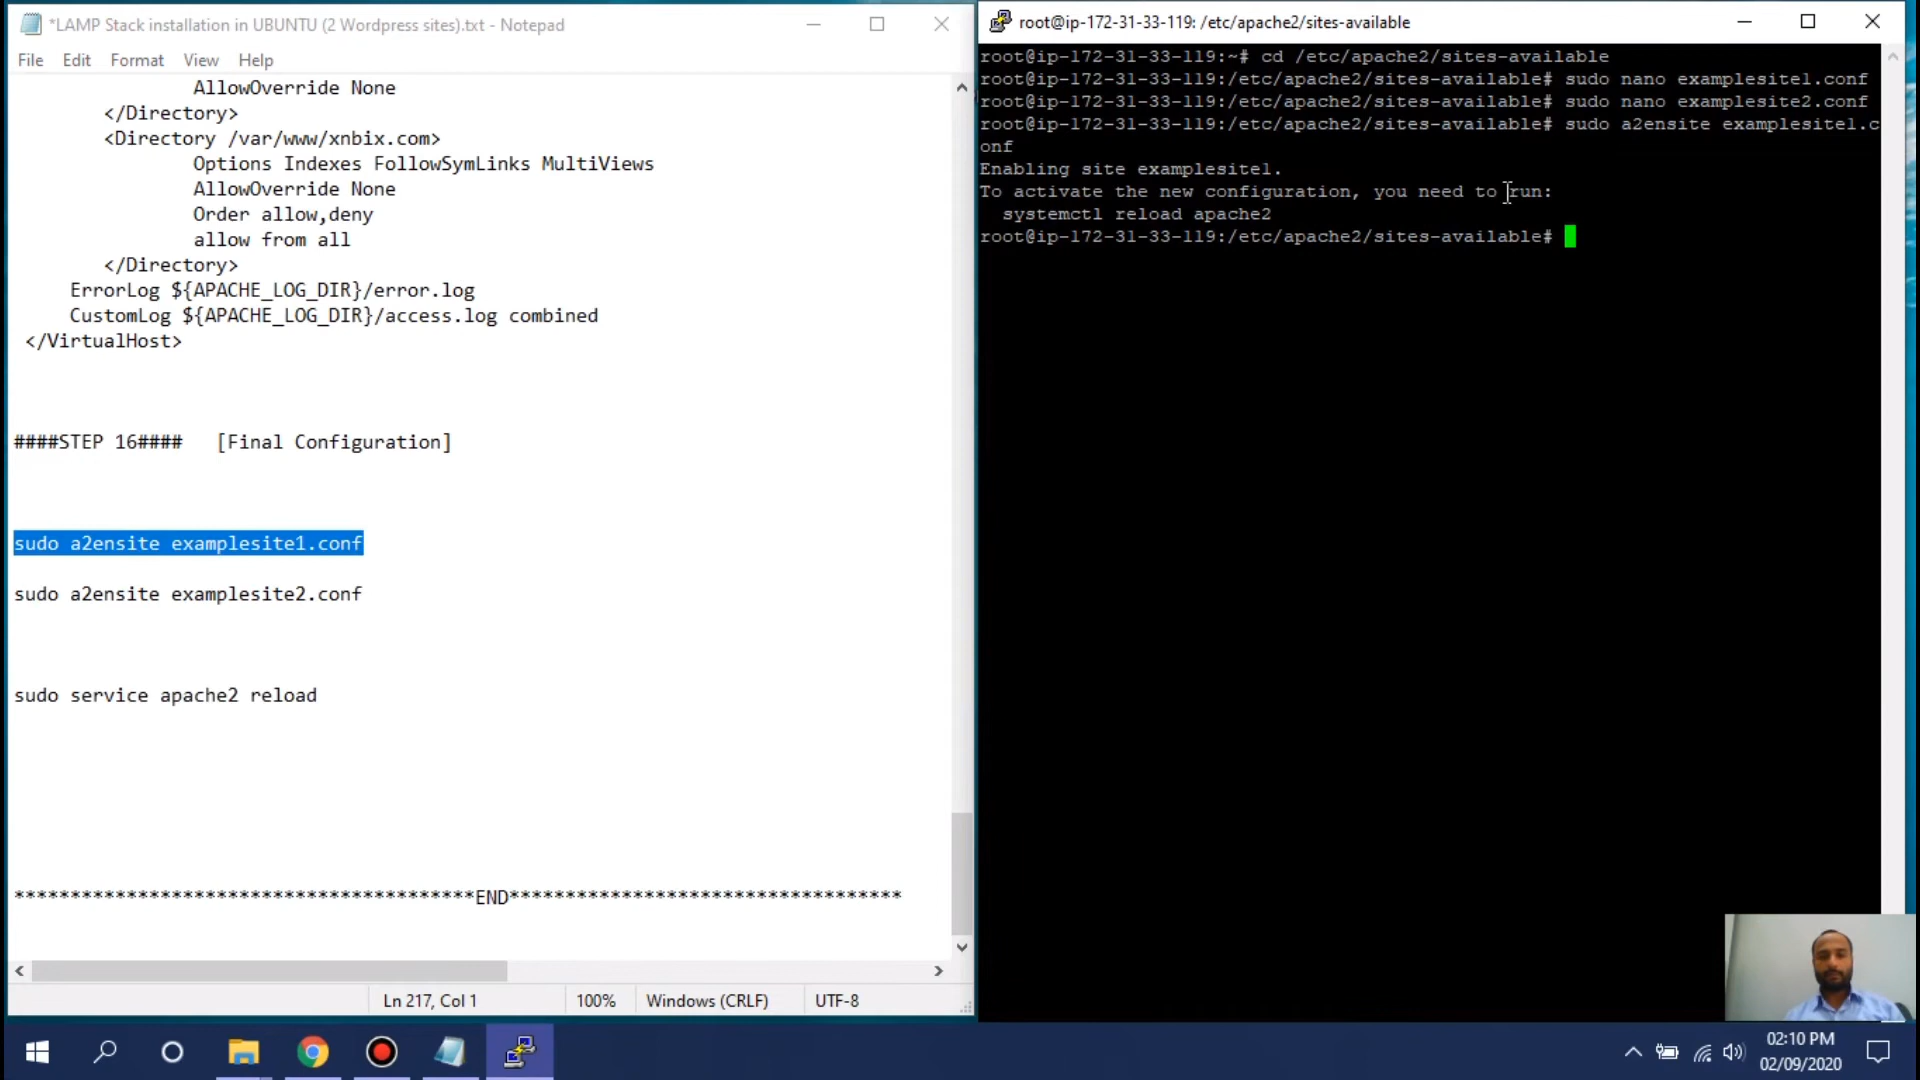 *LAMP Stack installation in UBUNTU (2 Wordpress sites).txt - Notepad
File Edit Format View Help
AllowOverride None
</Directory>
<Directory /var/www/xnbix.com>
Options Indexes FollowSymLinks MultiViews
AllowOverride None
Order allow,deny
allow from all
</Directory>
ErrorLog ${APACHE_LOG_DIR}/error.log
CustomLog ${APACHE_LOG_DIR}/access.log combined
</VirtualHost>
####STEP 16#### [Final Configuration]
sudo a2ensite examplesite1.conf
sudo a2ensite examplesite2.conf
sudo service apache2 reload
*****************************************END***********************************
Ln 217, Col 1 100% Windows (CRLF) UTF-8
root@ip-172-31-33-119: /etc/apache2/sites-available
root@ip-172-31-33-119:~# cd /etc/apache2/sites-available
root@ip-172-31-33-119:/etc/apache2/sites-available# sudo nano examplesite1.conf
root@ip-172-31-33-119:/etc/apache2/sites-available# sudo nano examplesite2.conf
root@ip-172-31-33-119:/etc/apache2/sites-available# sudo a2ensite examplesite1.c
onf
Enabling site examplesite1.
To activate the new configuration, you need to run:
systemctl reload apache2
root@ip-172-31-33-119:/etc/apache2/sites-available#
02:10 PM
02/09/2020